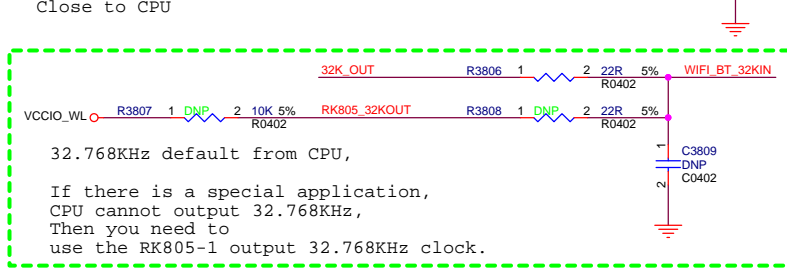 Close to CPU
32K_OUT R3806 1 2 22R 5% WIFI_BT_32KIN
R0402
VCCIO_WL R3807 1 DNP 2 10K 5% RK805_32KOUT R3808 1 DNP 2 22R 5%
R0402 R0402
32.768KHz default from CPU,
1 C3809
DNP
2 C0402
If there is a special application,
CPU cannot output 32.768KHz,
Then you need to
use the RK805-1 output 32.768KHz clock.